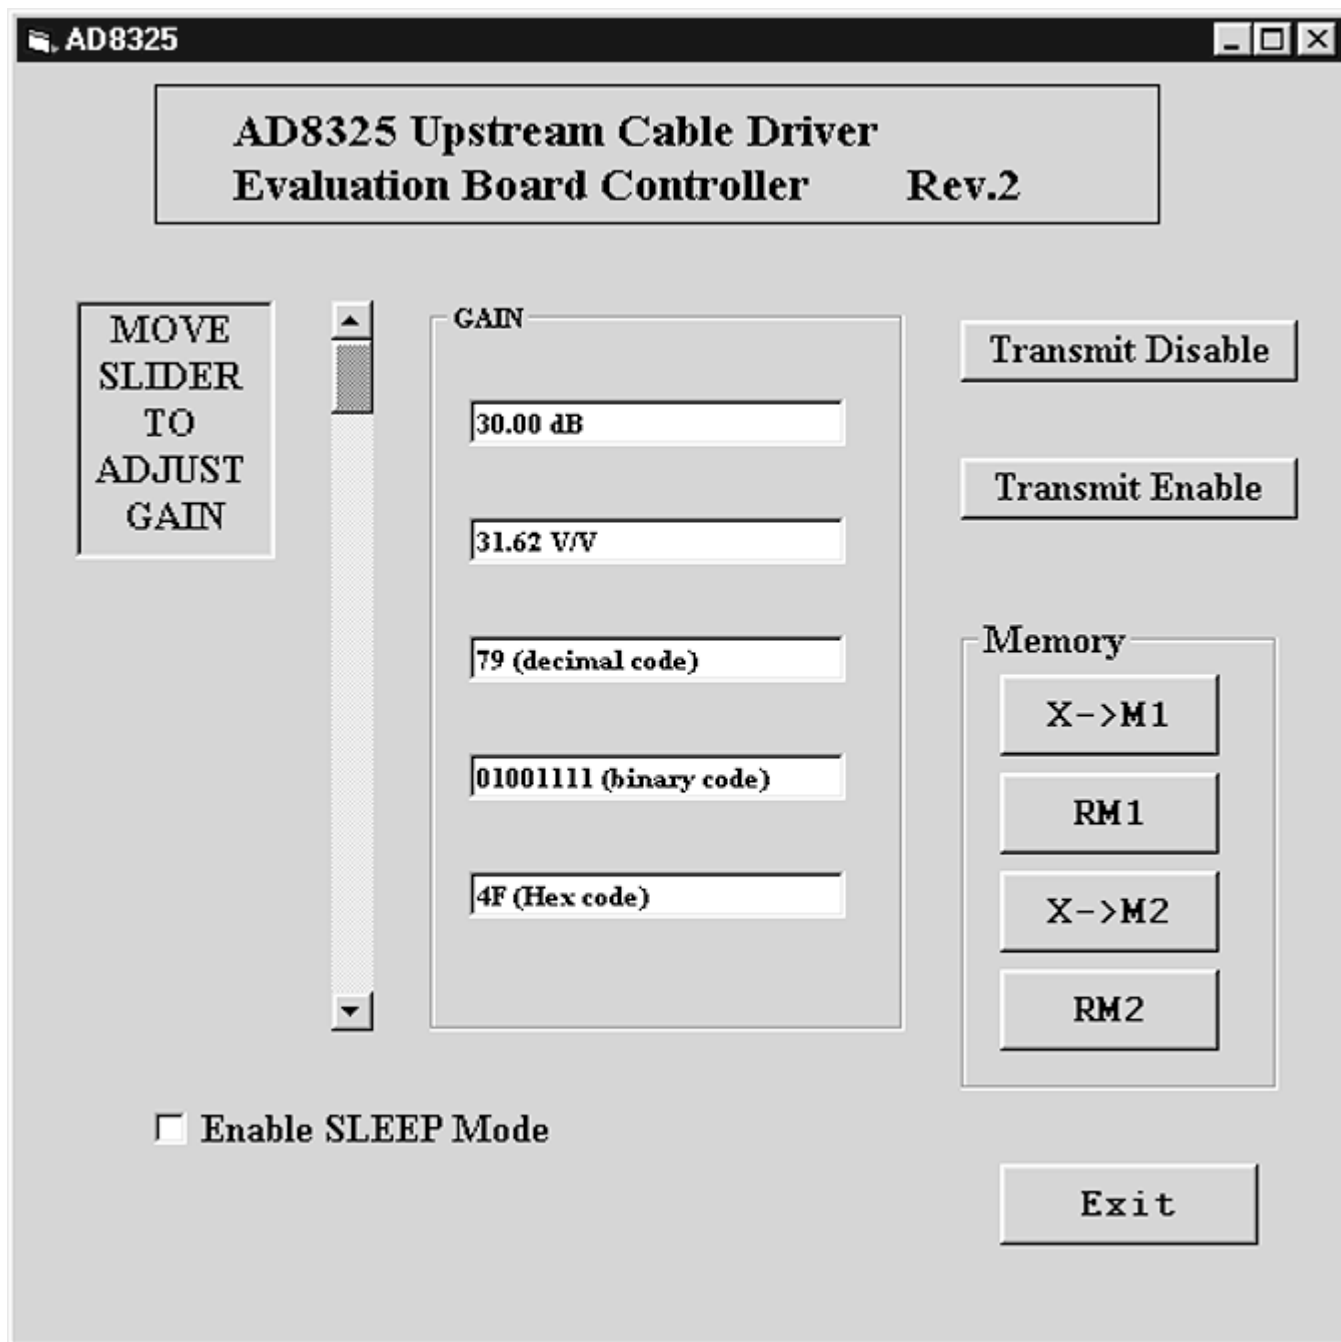 AD8325
AD8325 Upstream Cable Driver
Evaluation Board Controller Rev.2
MOVE
SLIDER
TO
ADJUST
GAIN
GAIN
30.00 dB
31.62 V/V
79 (decimal code)
01001111 (binary code)
4F (Hex code)
Transmit Disable
Transmit Enable
Memory
X->M1
RM1
X->M2
RM2
Enable SLEEP Mode
Exit